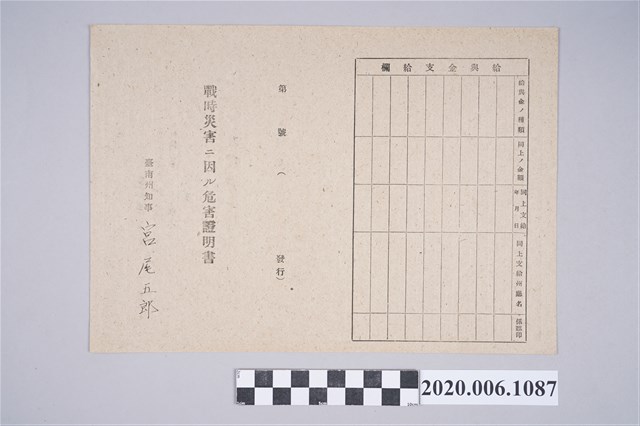 給與金支給欄
給與金ノ種類
同上ノ金額
同上支給年月日
同上支給州廳名
係認印
第 號 (
發行)
戰時災害ニ因ル危害證明書
臺南州知事
宮尾五郎
2020.006.1087